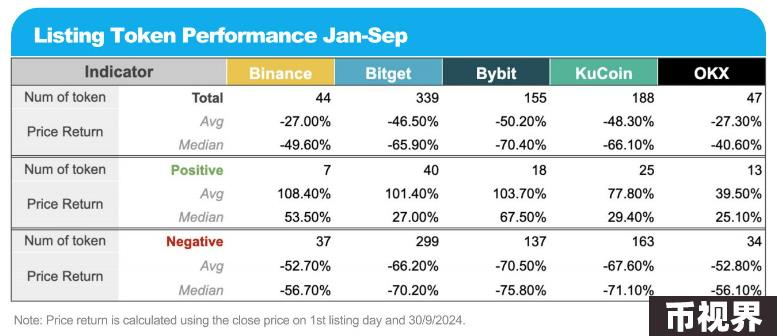 Listing Token Performance Jan-Sep
Indicator Binance Bitget Bybit KuCoin OKX
Num of token Total 44 339 155 188 47
Price Return Avg -27.00% -46.50% -50.20% -48.30% -27.30%
Median -49.60% -65.90% -70.40% -66.10% -40.60%
Num of token Positive 7 40 18 25 13
Price Return Avg 108.40% 101.40% 103.70% 77.80% 39.50%
Median 53.50% 27.00% 67.50% 29.40% 25.10%
Num of token Negative 37 299 137 163 34
Price Return Avg -52.70% -66.20% -70.50% -67.60% -52.80%
Median -56.70% -70.20% -75.80% -71.10% -56.10%
Note: Price return is calculated using the close price on 1st listing day and 30/9/2024.
币视界